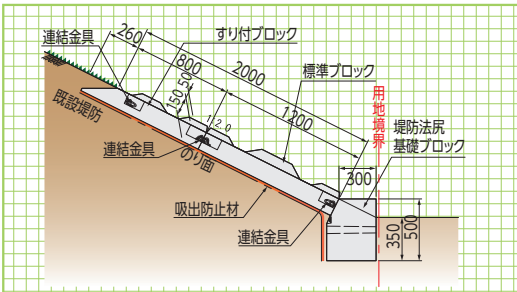 260
すり付ブロック
連結金具
800
2000
標準ブロック
150
50
1200
用地境界
既設堤防
1:2.0
連結金具
のり面
堤防法尻
基礎ブロック
300
吸出防止材
連結金具
350
500